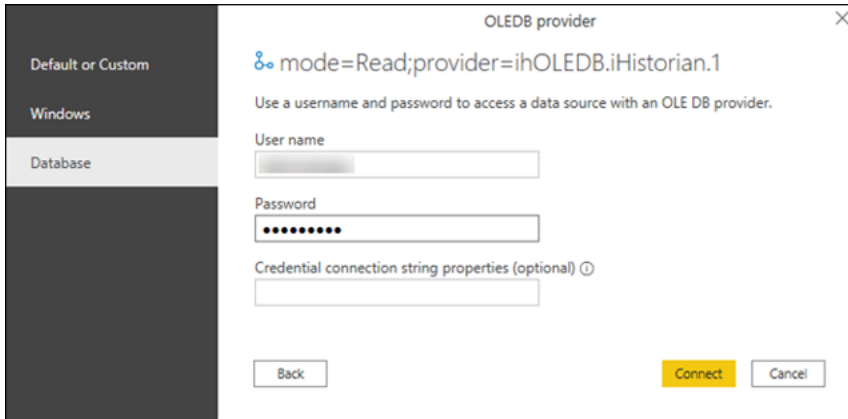 OLEDB provider
Default or Custom
Windows
Database
mode=Read;provider=ihOLEDB.iHistorian.1
Use a username and password to access a data source with an OLE DB provider.
User name
Password
●●●●●●●●●
Credential connection string properties (optional)
Back
Connect
Cancel